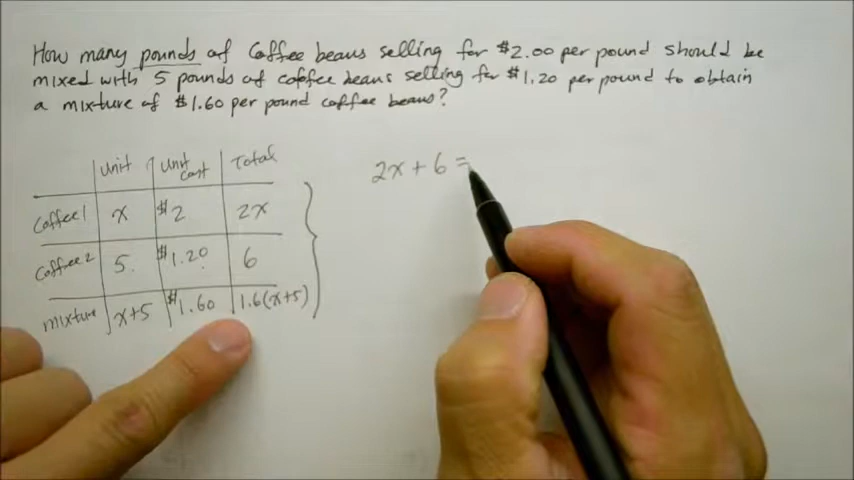 How many pounds of Coffee beans selling for $2.00 per pound should be
mixed with 5 pounds of coffee beans selling for $1.20 per pound to obtain
a mixture of $1.60 per pound coffee beans?
Unit Unit cost Total
Coffee1 x $2 2x
Coffee2 5 $1.20 6
mixture x+5 $1.60 1.6(x+5)
2x + 6 =